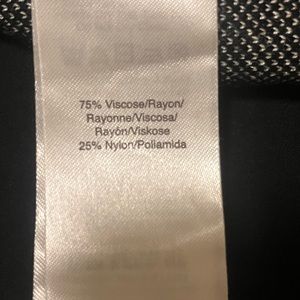 75% Viscose/Rayon/
Rayonne/Viscosa/
Rayón/Viskose
25% Nylon/Poliamida